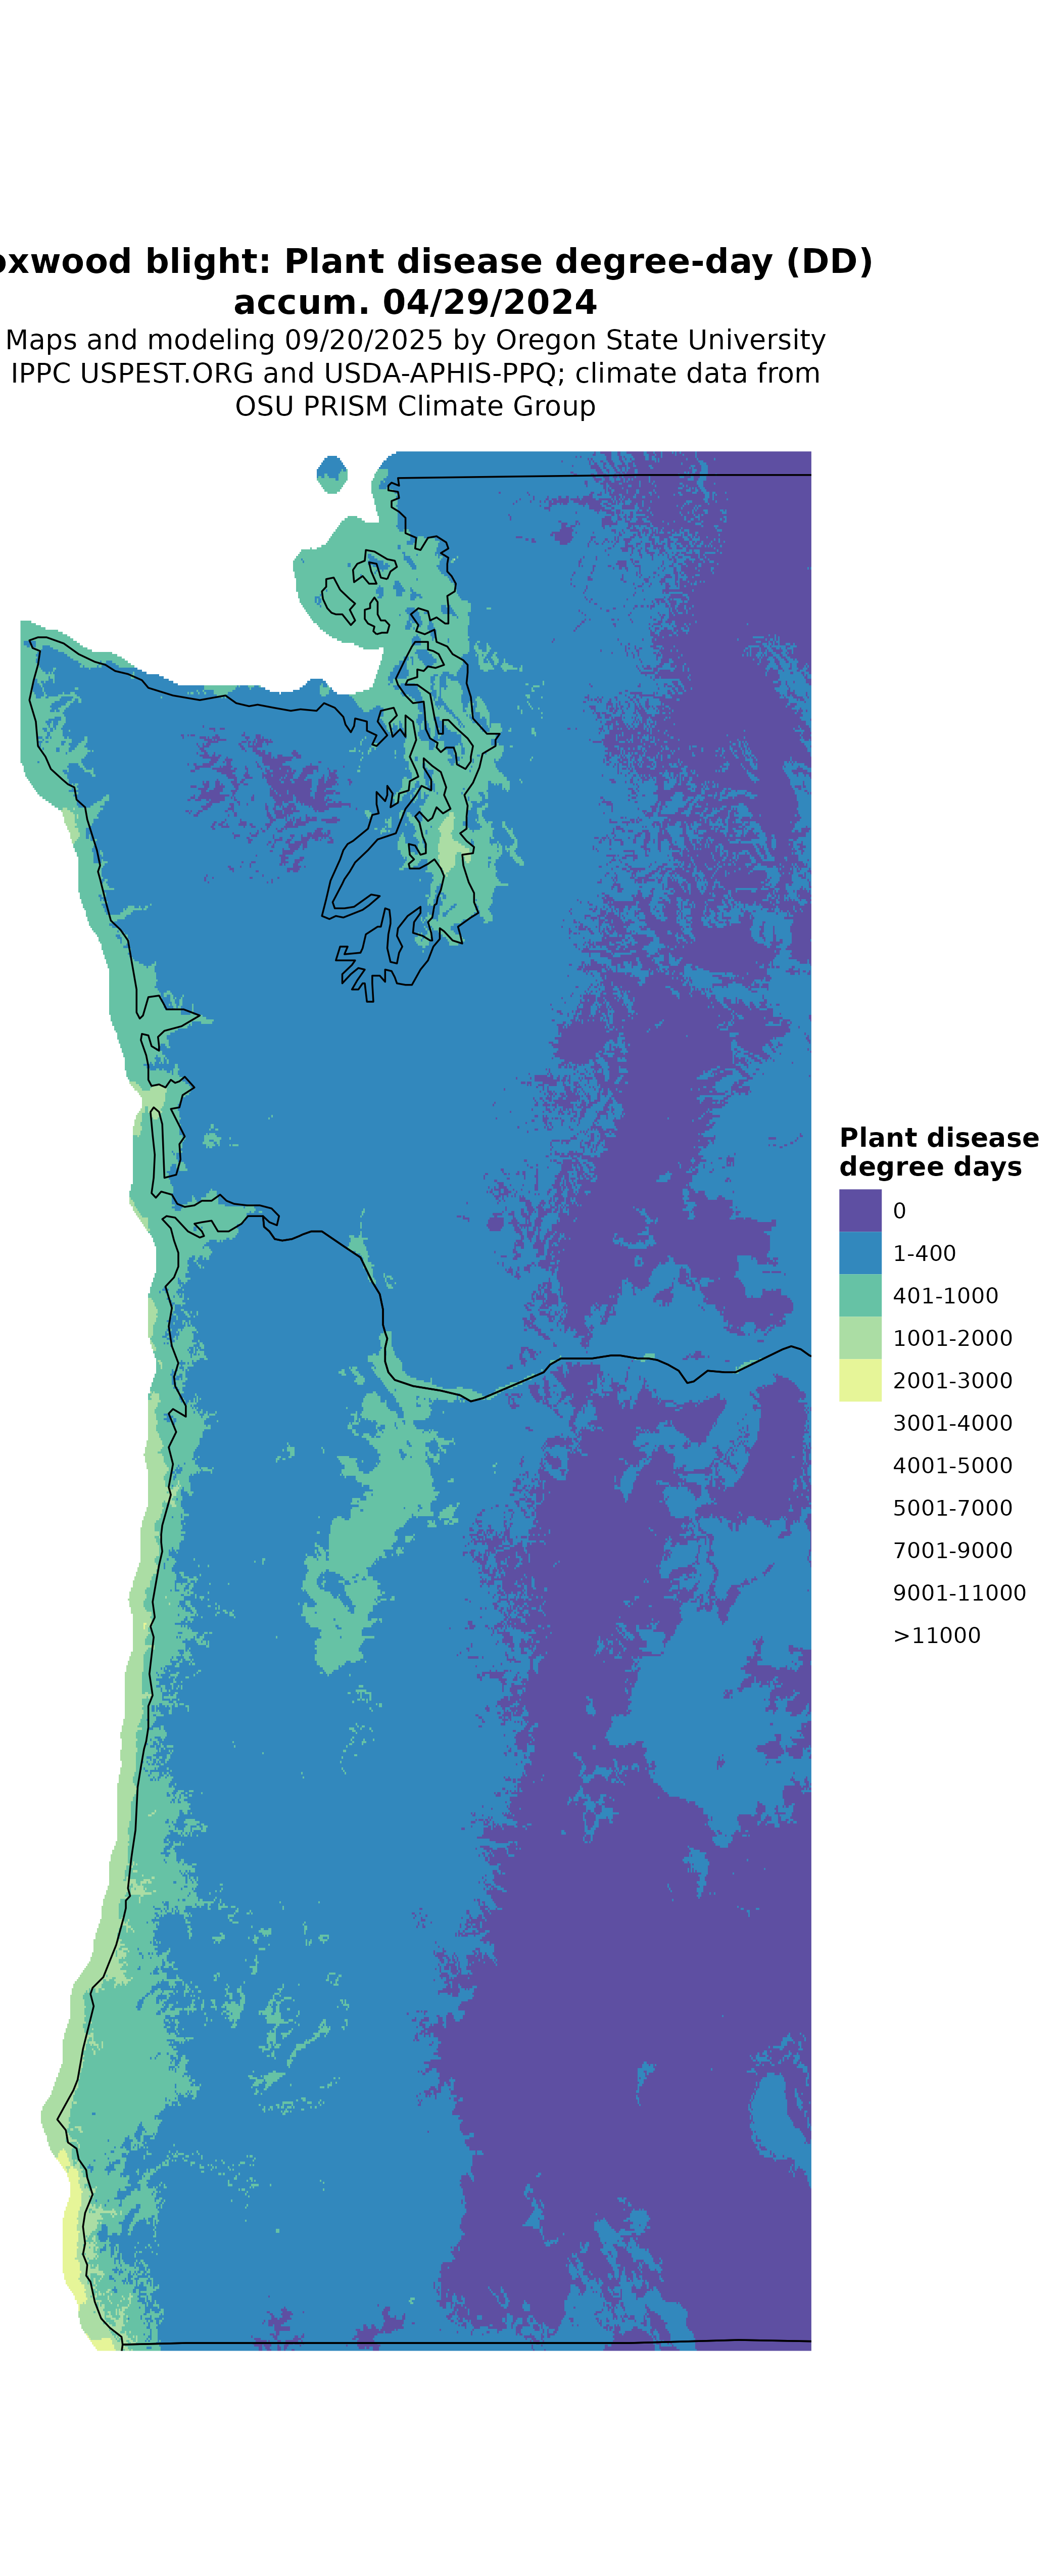 oxwood blight: Plant disease degree-day (DD)
accum. 04/29/2024
Maps and modeling 09/20/2025 by Oregon State University
IPPC USPEST.ORG and USDA-APHIS-PPQ; climate data from
OSU PRISM Climate Group
Plant disease
degree days
0
1-400
401-1000
1001-2000
2001-3000
3001-4000
4001-5000
5001-7000
7001-9000
9001-11000
>11000